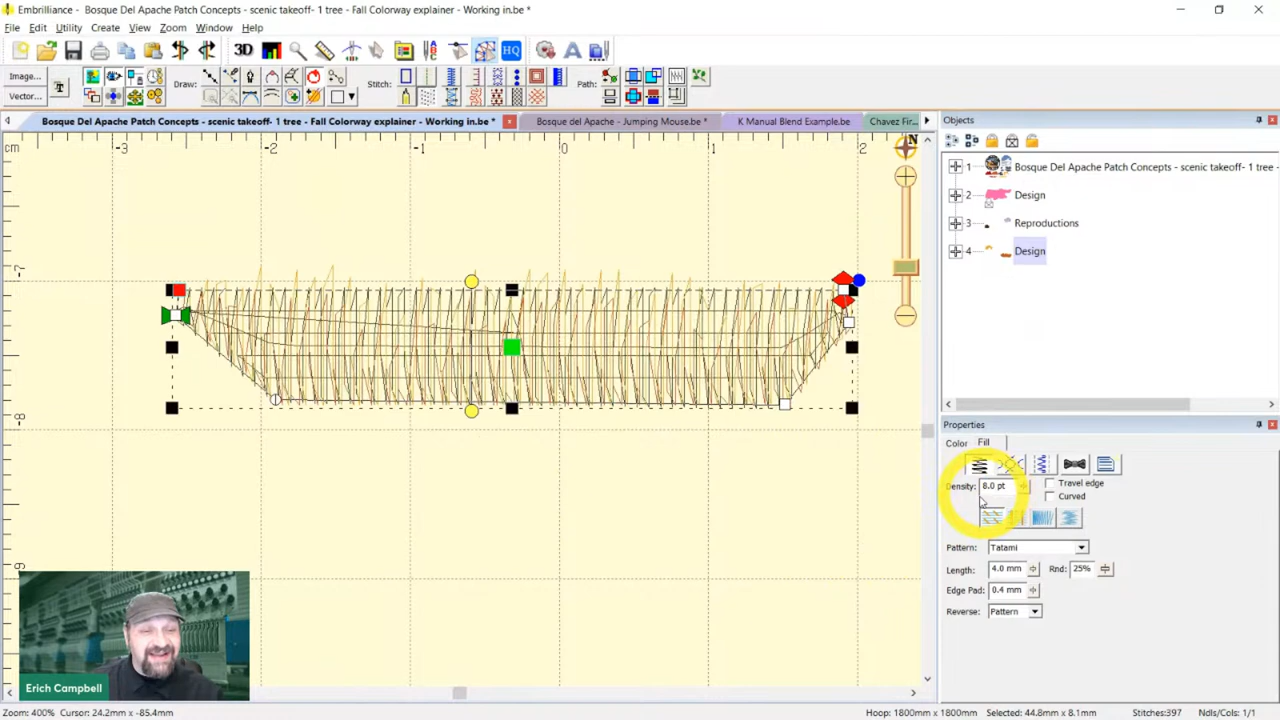 Embrilliance - Bosque Del Apache Patch Concepts - scenic takeoff- 1 tree - Fall Colorway explainer - Working in.be *
File Edit Utility Create View Zoom Window Help
3D HQ A
Image... Draw: Stitch: Path:
Vector... T
Bosque Del Apache Patch Concepts - scenic takeoff- 1 tree - Fall Colorway explainer - Working in.be * Bosque del Apache - Jumping Mouse.be * K Manual Blend Example.be Chavez Fir... Objects
cm -3 -2 -1 0 1 2 N
1 Bosque Del Apache Patch Concepts - scenic takeoff- 1 tree -
2 Design
3 Reproductions
4 Design
-7
-8
-9
Properties
Color Fill
Density: 8.0 pt Travel edge
Curved
Pattern: Tatami
Length: 4.0 mm Rnd: 25%
Edge Pad: 0.4 mm
Reverse: Pattern
Erich Campbell
Zoom: 400% Cursor: 24.2mm x -85.4mm Hoop: 1800mm x 1800mm Selected: 44.8mm x 8.1mm Stitches:397 Ndls/Cols: 1/1